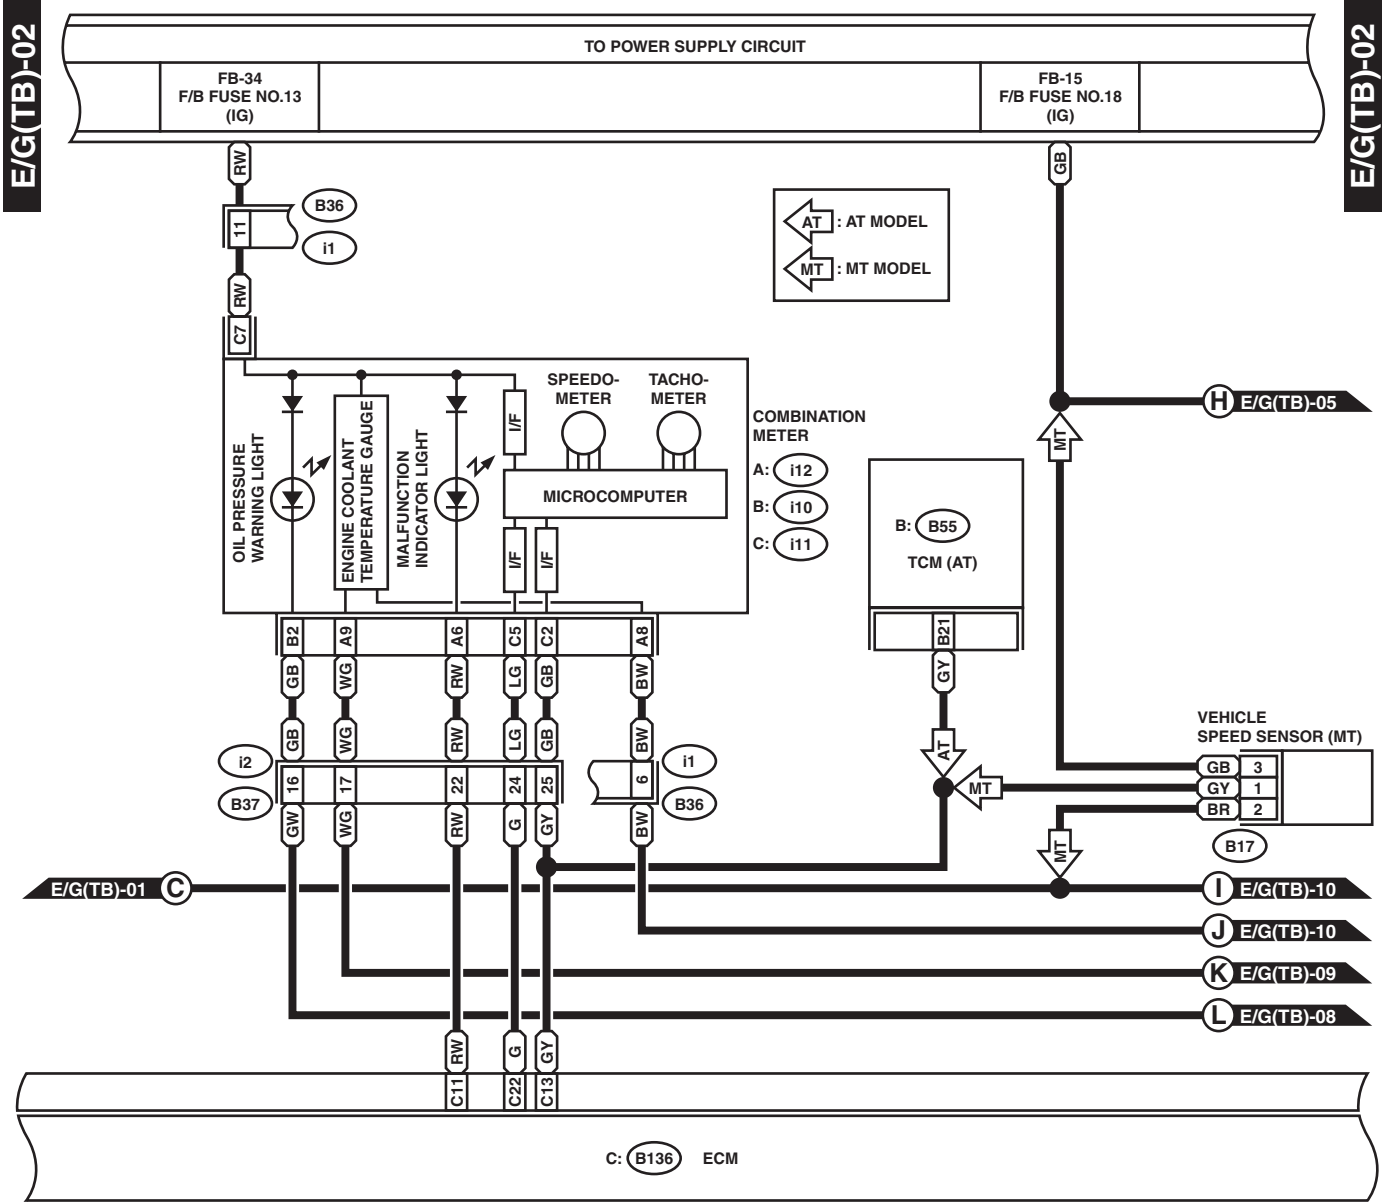 E/G(TB)-02
E/G(TB)-02
TO POWER SUPPLY CIRCUIT
FB-34
F/B FUSE NO.13
(IG)
FB-15
F/B FUSE NO.18
(IG)
RW
GB
11
B36
i1
AT : AT MODEL
MT : MT MODEL
RW
C7
H E/G(TB)-05
MT
OIL PRESSURE
WARNING LIGHT
ENGINE COOLANT
TEMPERATURE GAUGE
MALFUNCTION
INDICATOR LIGHT
I/F
SPEEDO-
METER
TACHO-
METER
MICROCOMPUTER
I/F
I/F
COMBINATION
METER
A: i12
B: i10
C: i11
B: B55
TCM (AT)
B21
GY
AT
MT
B2 A9 A6 C5 C2 A8
GB WG RW LG GB BW
GB WG RW LG GB BW
i2
B37
16 17 22 24 25
6
i1
B36
GW WG RW G GY BW
VEHICLE
SPEED SENSOR (MT)
GB 3
GY 1
BR 2
B17
MT
E/G(TB)-01 C
I E/G(TB)-10
J E/G(TB)-10
K E/G(TB)-09
L E/G(TB)-08
RW G GY
C11 C22 C13
C: B136 ECM